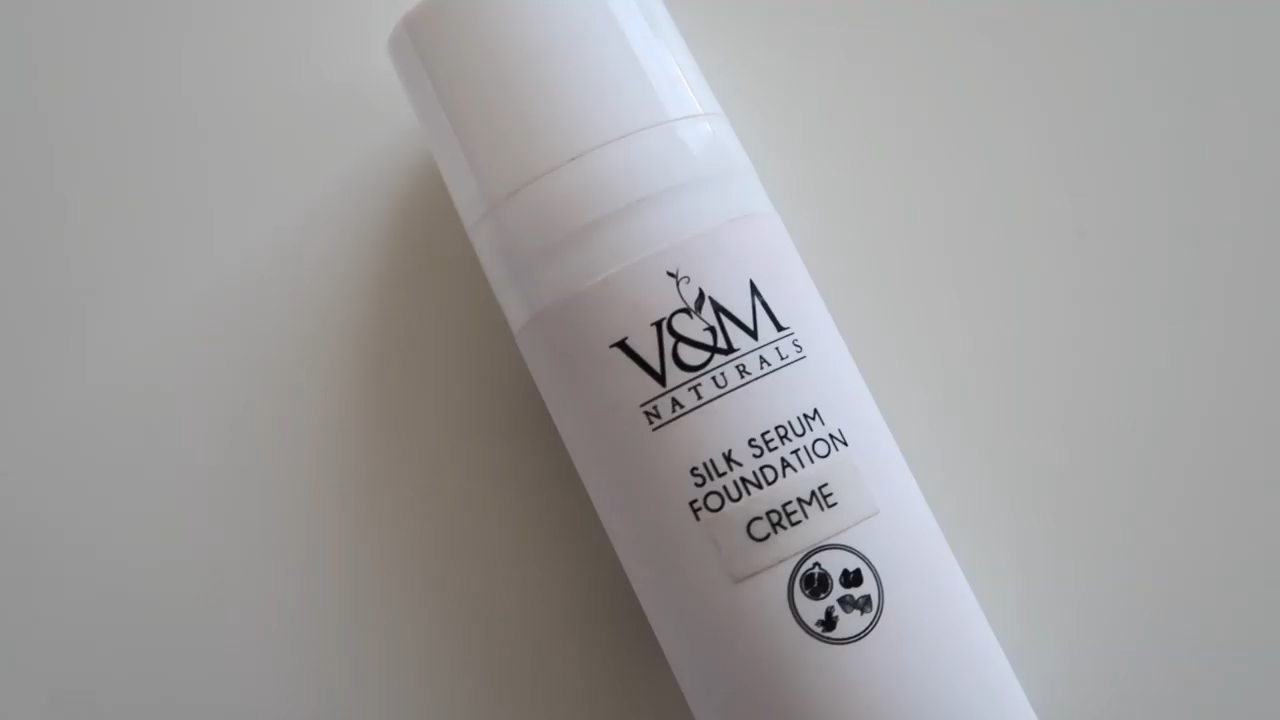 V&M
NATURALS
SILK SERUM
FOUNDATION
CREME